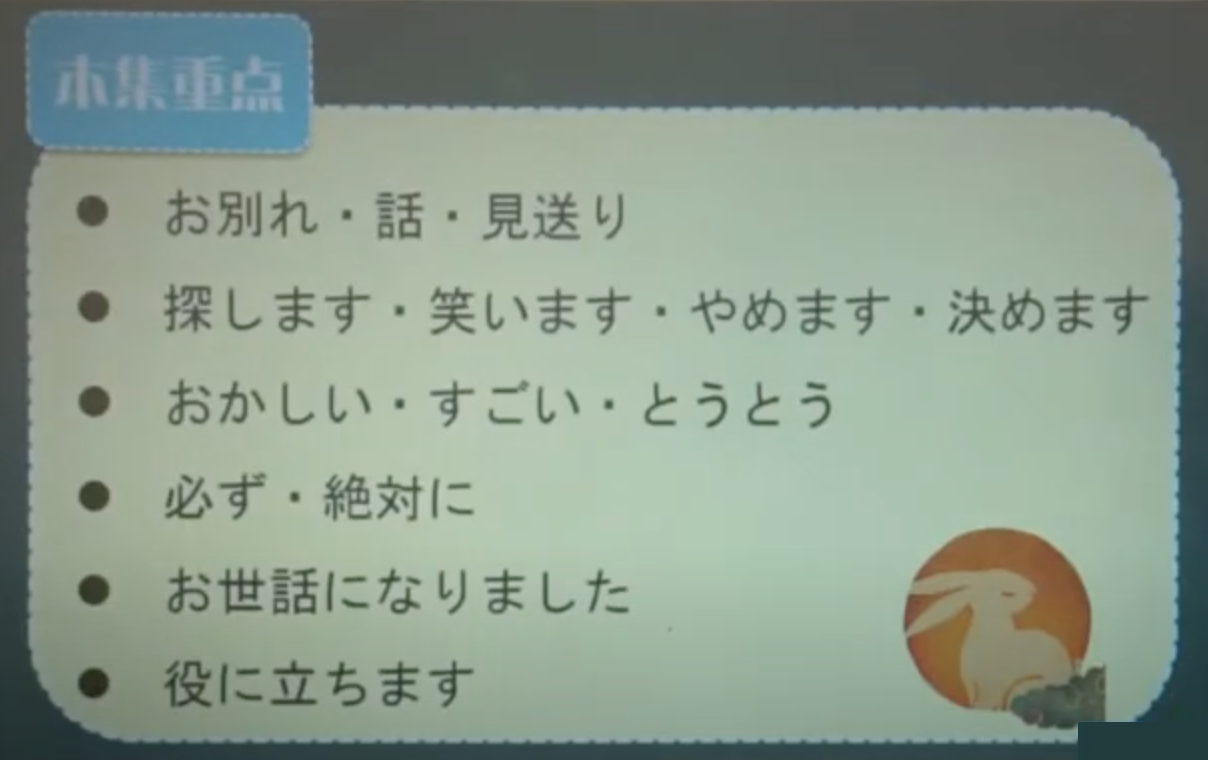 本集重点
● お別れ・話・見送り
● 探します・笑います・やめます・決めます
● おかしい・すごい・とうとう
● 必ず・絶対に
● お世話になりました
● 役に立ちます